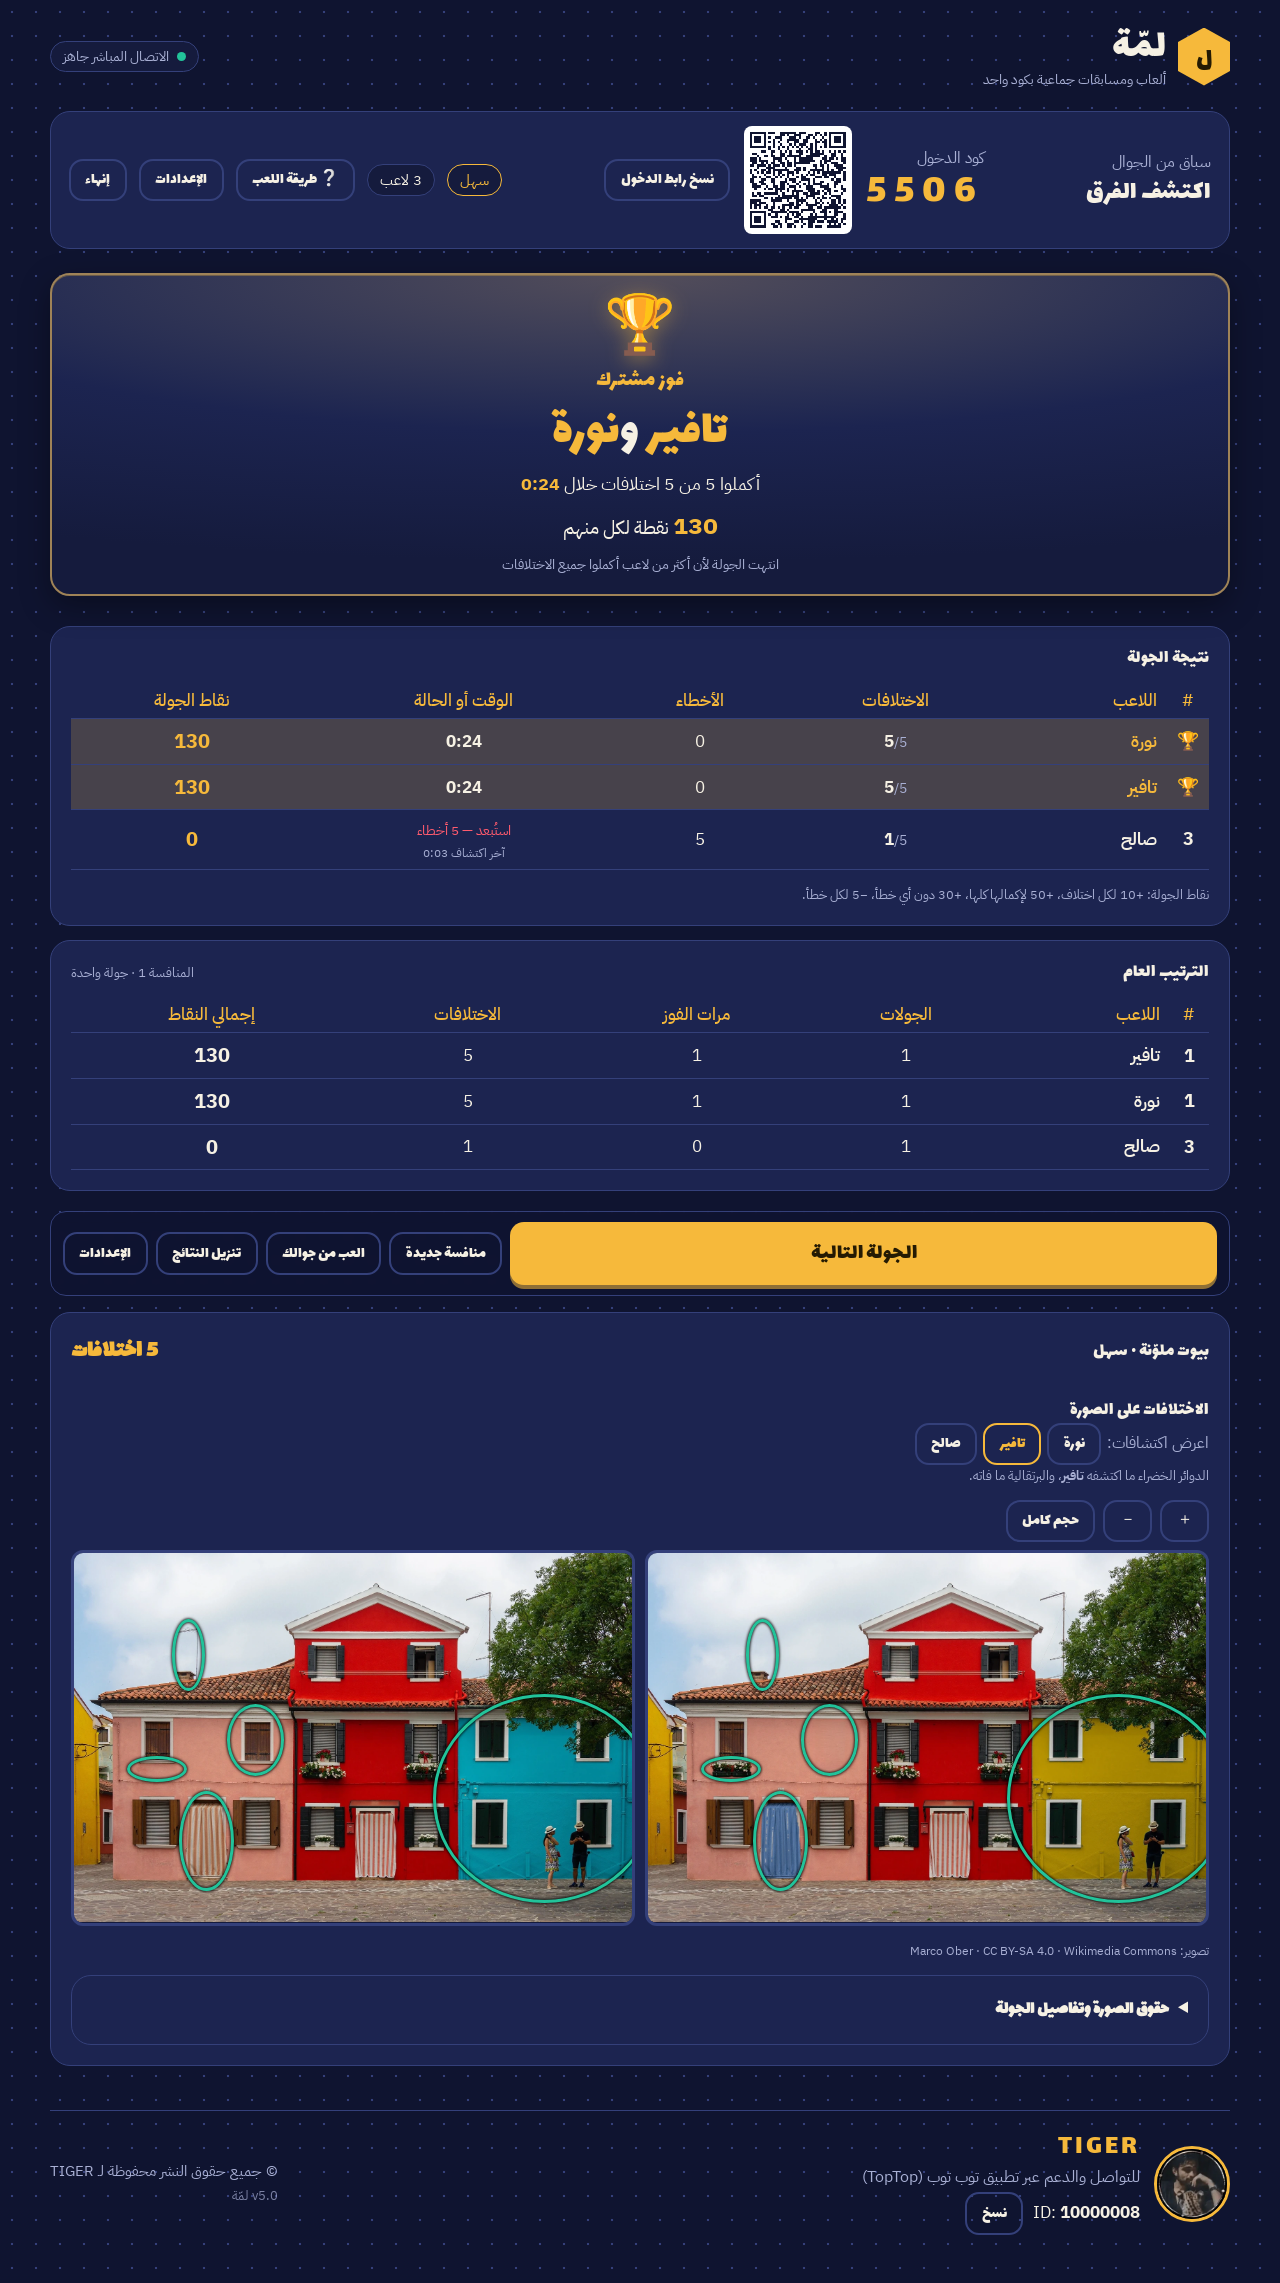 ل
لمّة
ألعاب ومسابقات جماعية بكود واحد
الاتصال المباشر جاهز
سباق من الجوال
اكتشف الفرق
كود الدخول
5506
نسخ رابط الدخول
سهل
3 لاعب
❔ طريقة اللعب
الإعدادات
إنهاء
فوز مشترك
تافير ونورة
أكملوا 5 من 5 اختلافات خلال 0:24
130 نقطة لكل منهم
انتهت الجولة لأن أكثر من لاعب أكملوا جميع الاختلافات
نتيجة الجولة
# اللاعب الاختلافات الأخطاء الوقت أو الحالة نقاط الجولة
🏆 نورة 5/5 0 0:24 130
🏆 تافير 5/5 0 0:24 130
3 صالح 1/5 5 استُبعد — 5 أخطاء 0
آخر اكتشاف 0:03
نقاط الجولة: +10 لكل اختلاف، +50 لإكمالها كلها، +30 دون أي خطأ، −5 لكل خطأ.
الترتيب العام
المنافسة 1 · جولة واحدة
# اللاعب الجولات مرات الفوز الاختلافات إجمالي النقاط
1 تافير 1 1 5 130
1 نورة 1 1 5 130
3 صالح 1 0 1 0
الجولة التالية
منافسة جديدة
العب من جوالك
تنزيل النتائج
الإعدادات
بيوت ملوّنة · سهل
5 اختلافات
الاختلافات على الصورة
اعرض اكتشافات: نورة تافير صالح
الدوائر الخضراء ما اكتشفه تافير، والبرتقالية ما فاته.
+ − حجم كامل
تصوير: Marco Ober · CC BY-SA 4.0 · Wikimedia Commons
◀ حقوق الصورة وتفاصيل الجولة
TIGER
للتواصل والدعم عبر تطبيق توب توب (TopTop)
ID: 10000008 نسخ
© جميع حقوق النشر محفوظة لـ TIGER
لمّة · v5.0